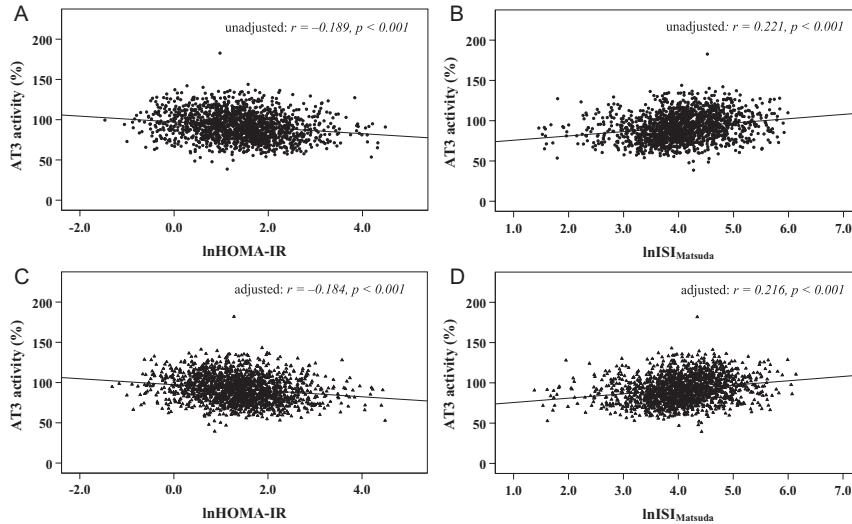 A
unadjusted: r = –0.189, p < 0.001
200
150
100
50
0
AT3 activity (%)
-2.0 0.0 2.0 4.0
lnHOMA-IR
B
unadjusted: r = 0.221, p < 0.001
200
150
100
50
0
AT3 activity (%)
1.0 2.0 3.0 4.0 5.0 6.0 7.0
lnISIMatsuda
C
adjusted: r = –0.184, p < 0.001
200
150
100
50
0
AT3 activity (%)
-2.0 0.0 2.0 4.0
lnHOMA-IR
D
adjusted: r = 0.216, p < 0.001
200
150
100
50
0
AT3 activity (%)
1.0 2.0 3.0 4.0 5.0 6.0 7.0
lnISIMatsuda